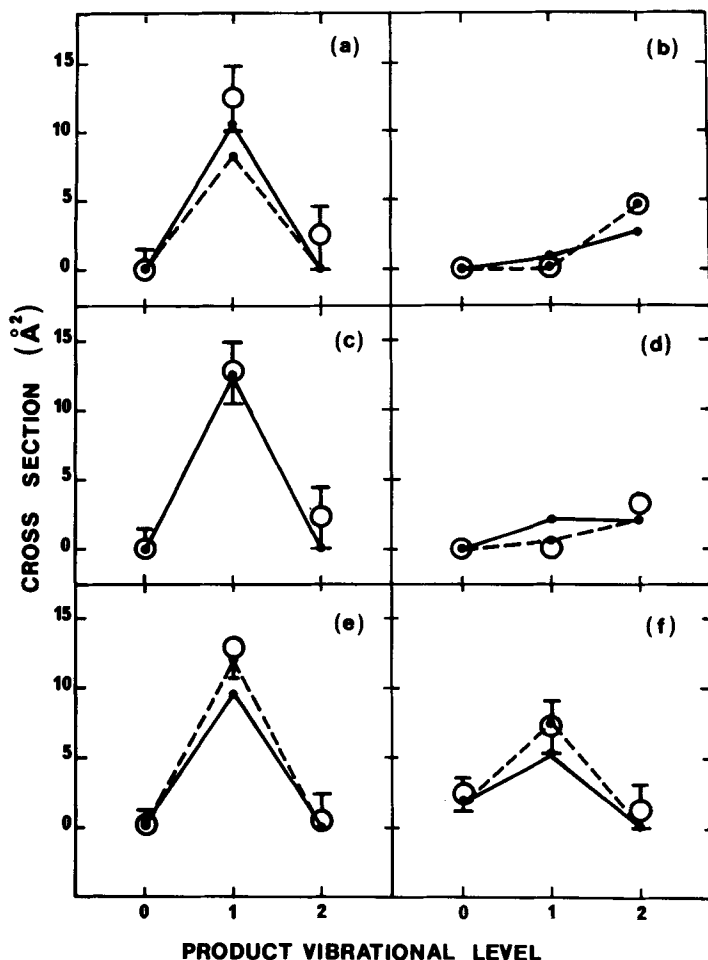 (a)
(b)
15
10
5
0
(c)
(d)
15
10
5
0
(e)
(f)
15
10
5
0
CROSS SECTION (Å²)
0 1 2 0 1 2
PRODUCT VIBRATIONAL LEVEL